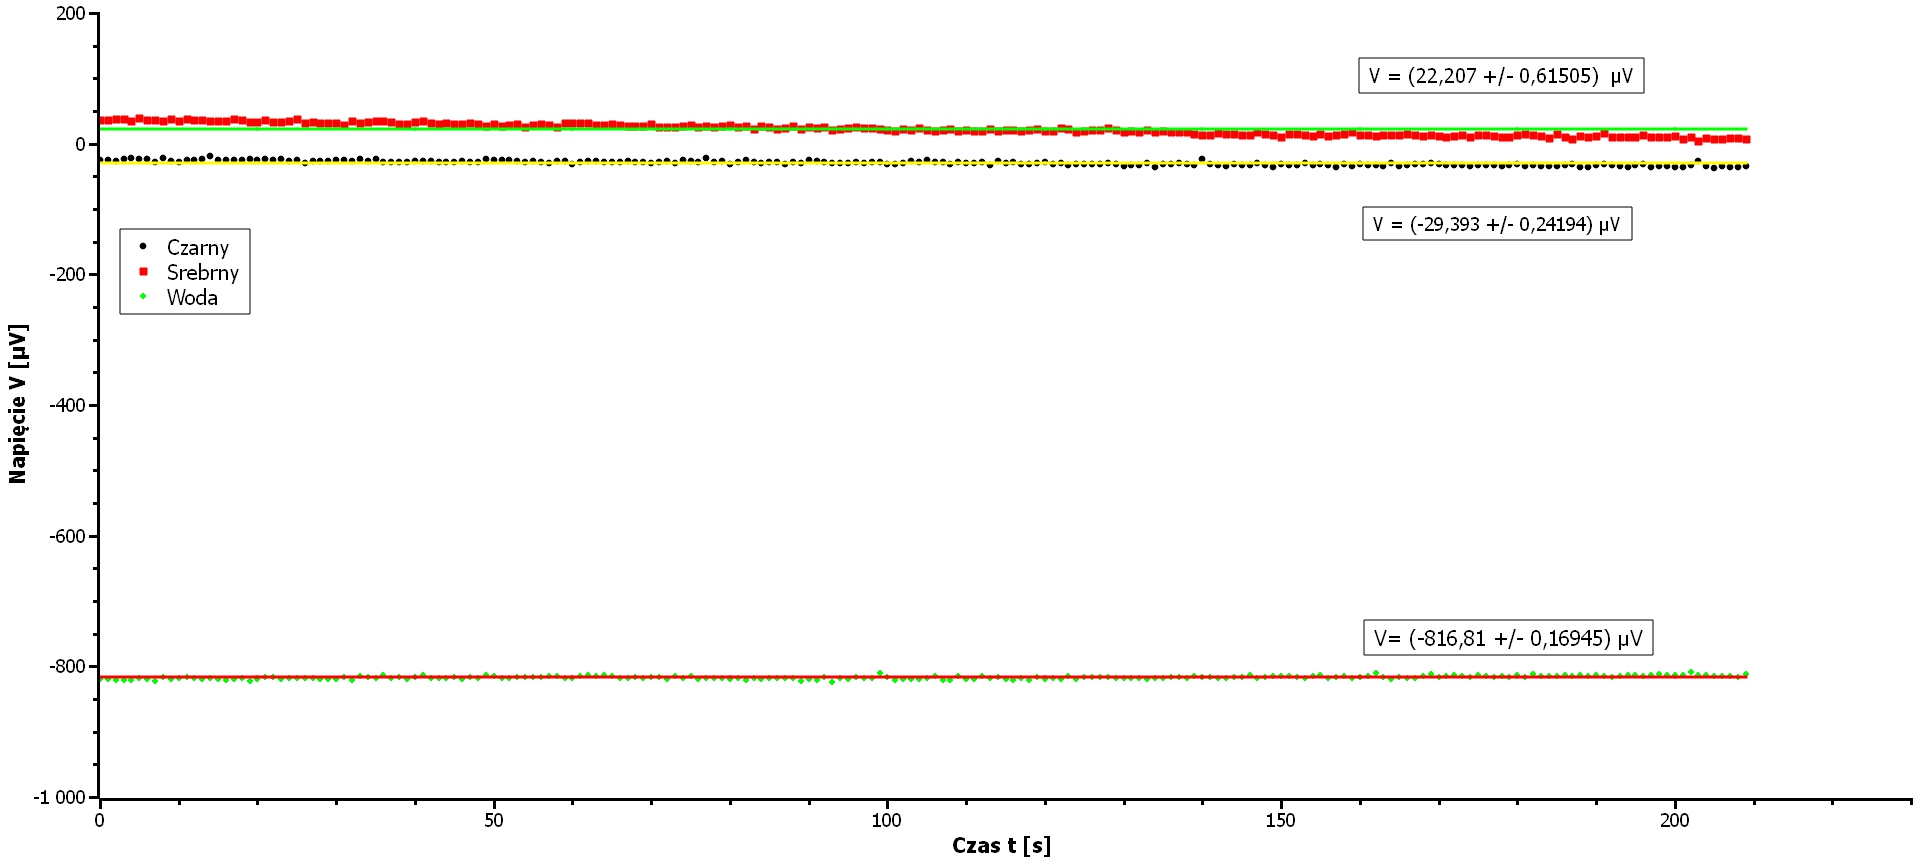 200
0
-200
-400
-600
-800
-1 000
Napięcie V [µV]
V = (22,207 +/- 0,61505)  µV
V = (-29,393 +/- 0,24194) µV
Czarny
Srebrny
Woda
V= (-816,81 +/- 0,16945) µV
0
50
100
150
200
Czas t [s]